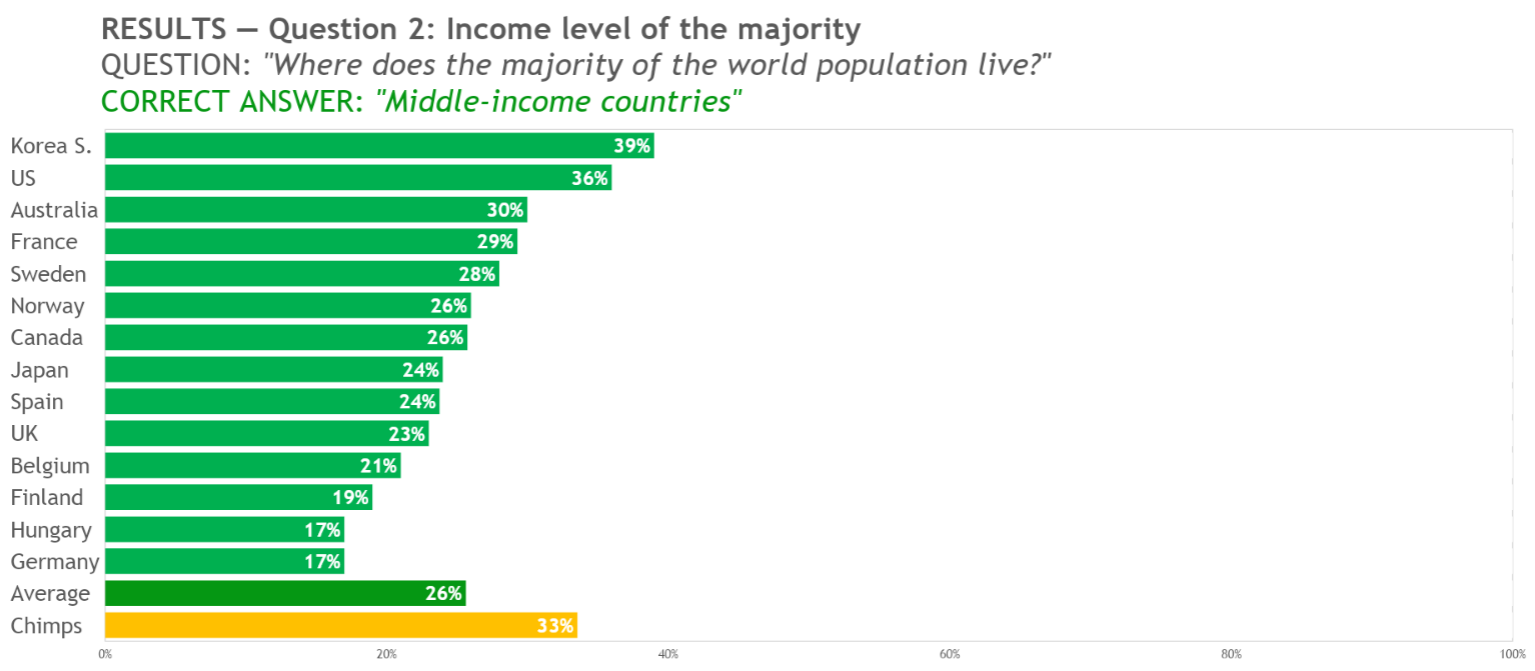 RESULTS — Question 2: Income level of the majority
QUESTION: "Where does the majority of the world population live?"
CORRECT ANSWER: "Middle-income countries"
Korea S. 39%
US 36%
Australia 30%
France 29%
Sweden 28%
Norway 26%
Canada 26%
Japan 24%
Spain 24%
UK 23%
Belgium 21%
Finland 19%
Hungary 17%
Germany 17%
Average 26%
Chimps 33%
0% 20% 40% 60% 80% 100%